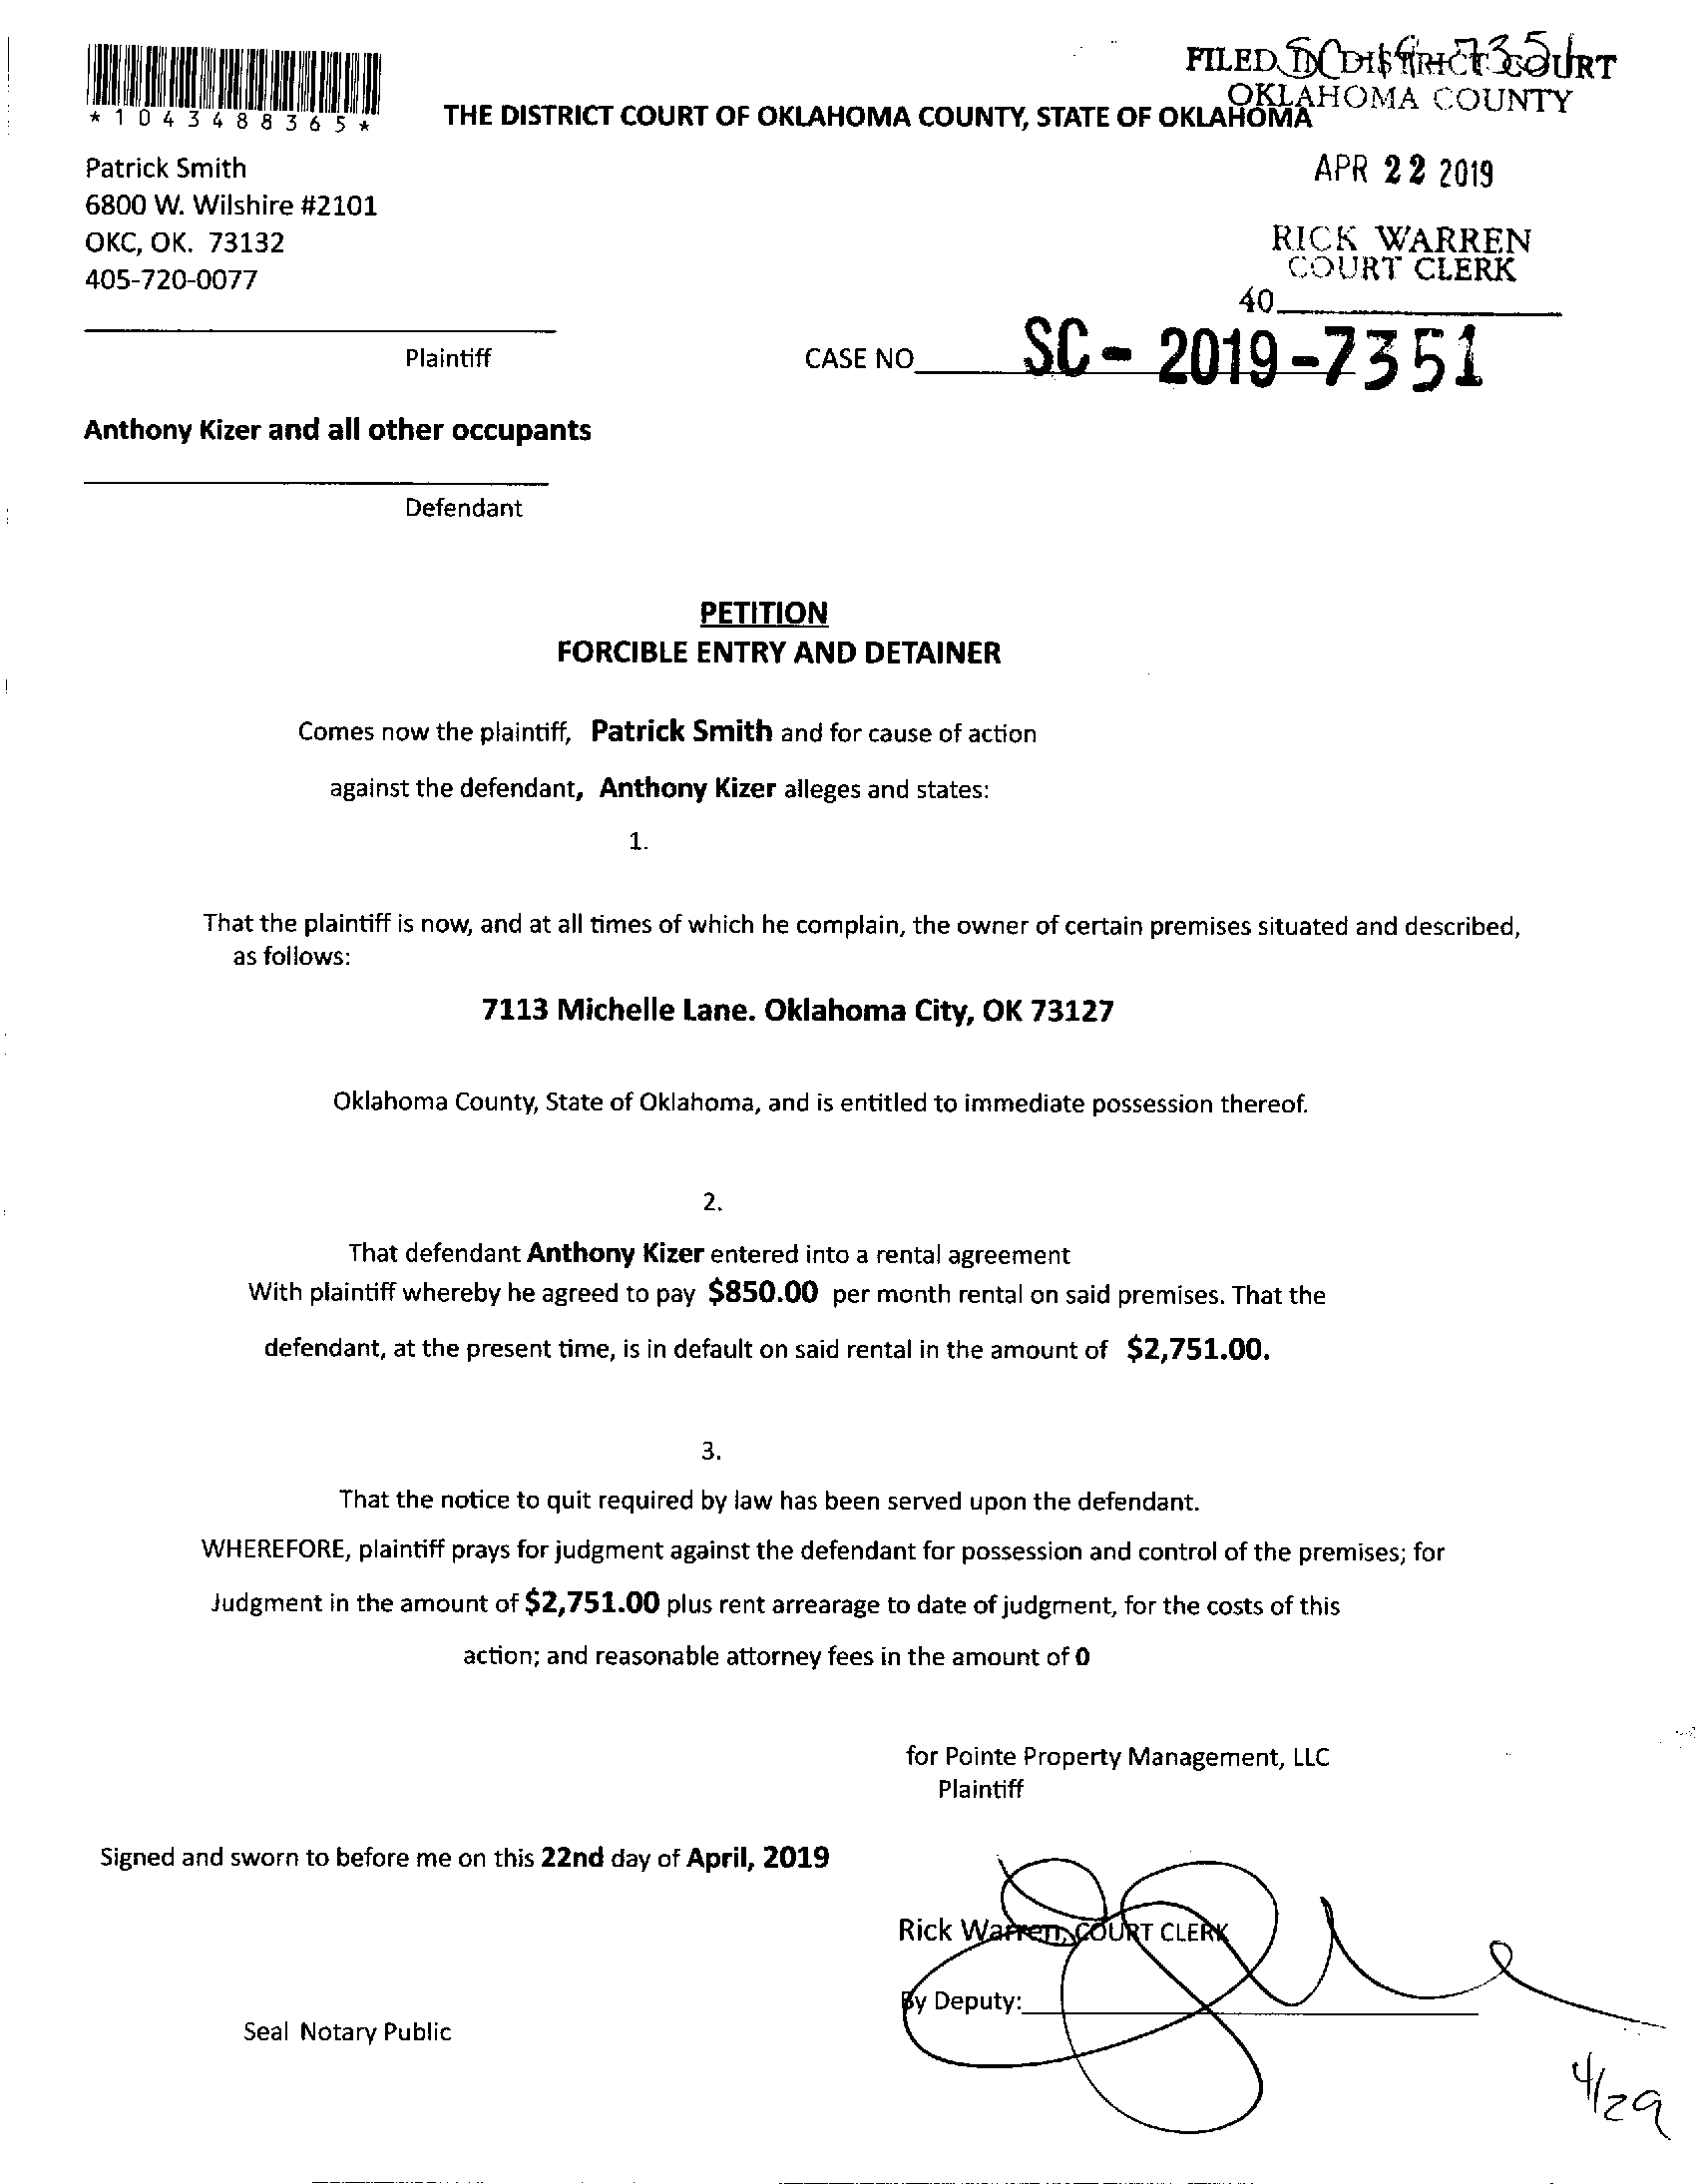 FILED IN DISTRICT COURT
SC-19-7351
OKLAHOMA COUNTY
*1043488365*
THE DISTRICT COURT OF OKLAHOMA COUNTY, STATE OF OKLAHOMA
Patrick Smith
APR 22 2019
6800 W. Wilshire #2101
OKC, OK. 73132
RICK WARREN
COURT CLERK
405-720-0077
40
Plaintiff
CASE NO
SC - 2019 - 7351
Anthony Kizer and all other occupants
Defendant
PETITION
FORCIBLE ENTRY AND DETAINER
Comes now the plaintiff, Patrick Smith and for cause of action
against the defendant, Anthony Kizer alleges and states:
1.
That the plaintiff is now, and at all times of which he complain, the owner of certain premises situated and described,
as follows:
7113 Michelle Lane. Oklahoma City, OK 73127
Oklahoma County, State of Oklahoma, and is entitled to immediate possession thereof.
2.
That defendant Anthony Kizer entered into a rental agreement
With plaintiff whereby he agreed to pay $850.00 per month rental on said premises. That the
defendant, at the present time, is in default on said rental in the amount of $2,751.00.
3.
That the notice to quit required by law has been served upon the defendant.
WHEREFORE, plaintiff prays for judgment against the defendant for possession and control of the premises; for
Judgment in the amount of $2,751.00 plus rent arrearage to date of judgment, for the costs of this
action; and reasonable attorney fees in the amount of 0
for Pointe Property Management, LLC
Plaintiff
Signed and sworn to before me on this 22nd day of April, 2019
Rick Warren, COURT CLERK
By Deputy:
Seal Notary Public
4/29